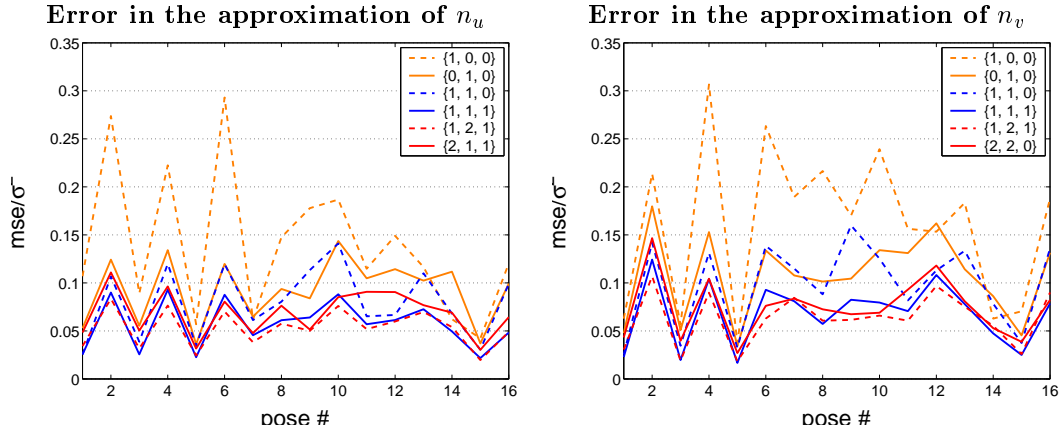 Error in the approximation of n_u
mse/σ¯
0.35
0.3
0.25
0.2
0.15
0.1
0.05
0
2 4 6 8 10 12 14 16
pose #
{1, 0, 0}
{0, 1, 0}
{1, 1, 0}
{1, 1, 1}
{1, 2, 1}
{2, 1, 1}
Error in the approximation of n_v
mse/σ¯
0.35
0.3
0.25
0.2
0.15
0.1
0.05
0
2 4 6 8 10 12 14 16
pose #
{1, 0, 0}
{0, 1, 0}
{1, 1, 0}
{1, 1, 1}
{1, 2, 1}
{2, 2, 0}